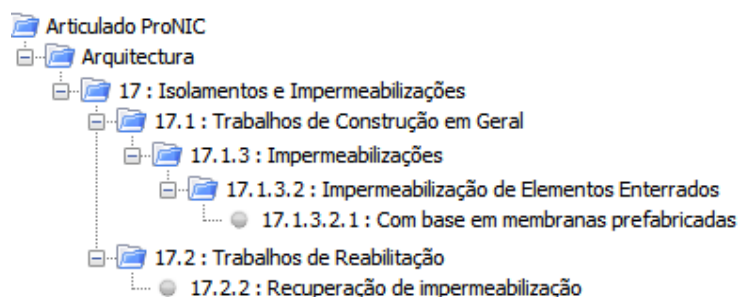 Articulado ProNIC
Arquitectura
17 : Isolamentos e Impermeabilizações
17.1 : Trabalhos de Construção em Geral
17.1.3 : Impermeabilizações
17.1.3.2 : Impermeabilização de Elementos Enterrados
17.1.3.2.1 : Com base em membranas prefabricadas
17.2 : Trabalhos de Reabilitação
17.2.2 : Recuperação de impermeabilização